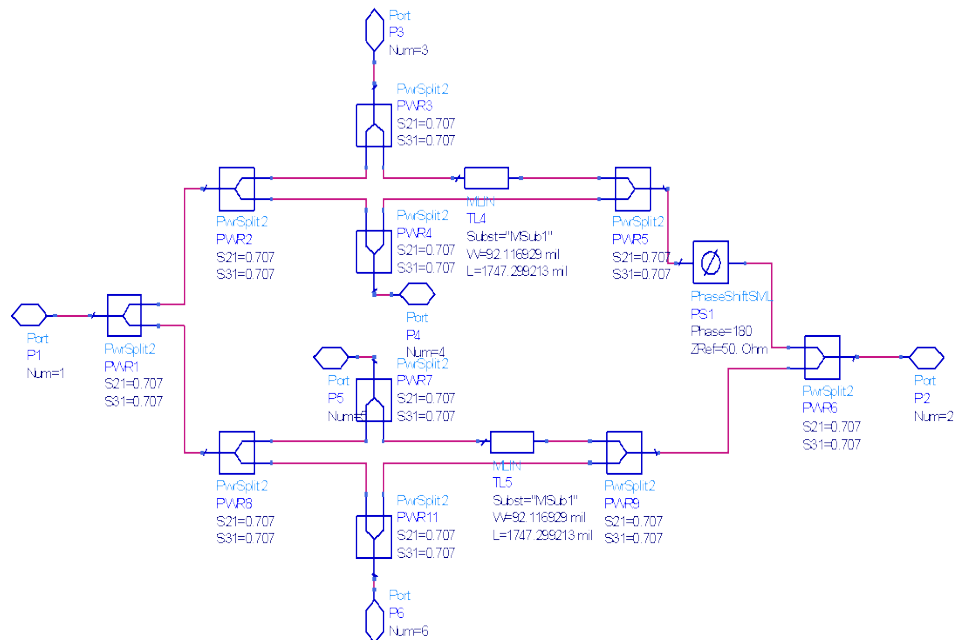 Port
P3
Num=3
PwrSplit2
PWR3
S21=0.707
S31=0.707
PwrSplit2
PWR2
S21=0.707
S31=0.707
PwrSplit2
PWR4
S21=0.707
S31=0.707
MLIN
TL4
Subst="MSub1"
W=92.116929 mil
L=1747.299213 mil
PwrSplit2
PWR5
S21=0.707
S31=0.707
PhaseShiftSML
PS1
Phase=180
ZRef=50. Ohm
Port
P1
Num=1
PwrSplit2
PWR1
S21=0.707
S31=0.707
Port
P4
Num=4
Port
P5
Num=5
PwrSplit2
PWR7
S21=0.707
S31=0.707
PwrSplit2
PWR6
S21=0.707
S31=0.707
Port
P2
Num=2
PwrSplit2
PWR8
S21=0.707
S31=0.707
PwrSplit2
PWR11
S21=0.707
S31=0.707
MLIN
TL5
Subst="MSub1"
W=92.116929 mil
L=1747.299213 mil
PwrSplit2
PWR9
S21=0.707
S31=0.707
Port
P6
Num=6